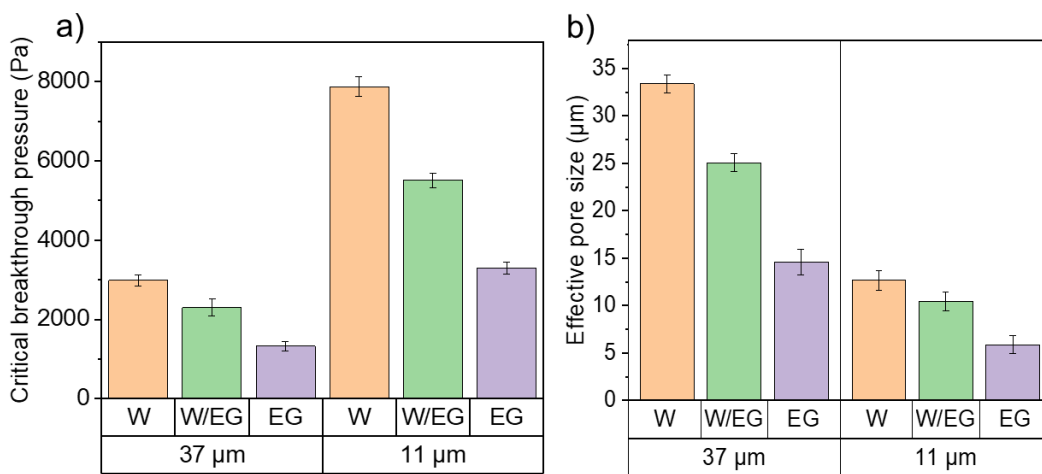 a)
Critical breakthrough pressure (Pa)
8000
6000
4000
2000
0
W W/EG EG W W/EG EG
37 µm 11 µm
b)
Effective pore size (µm)
35
30
25
20
15
10
5
0
W W/EG EG W W/EG EG
37 µm 11 µm